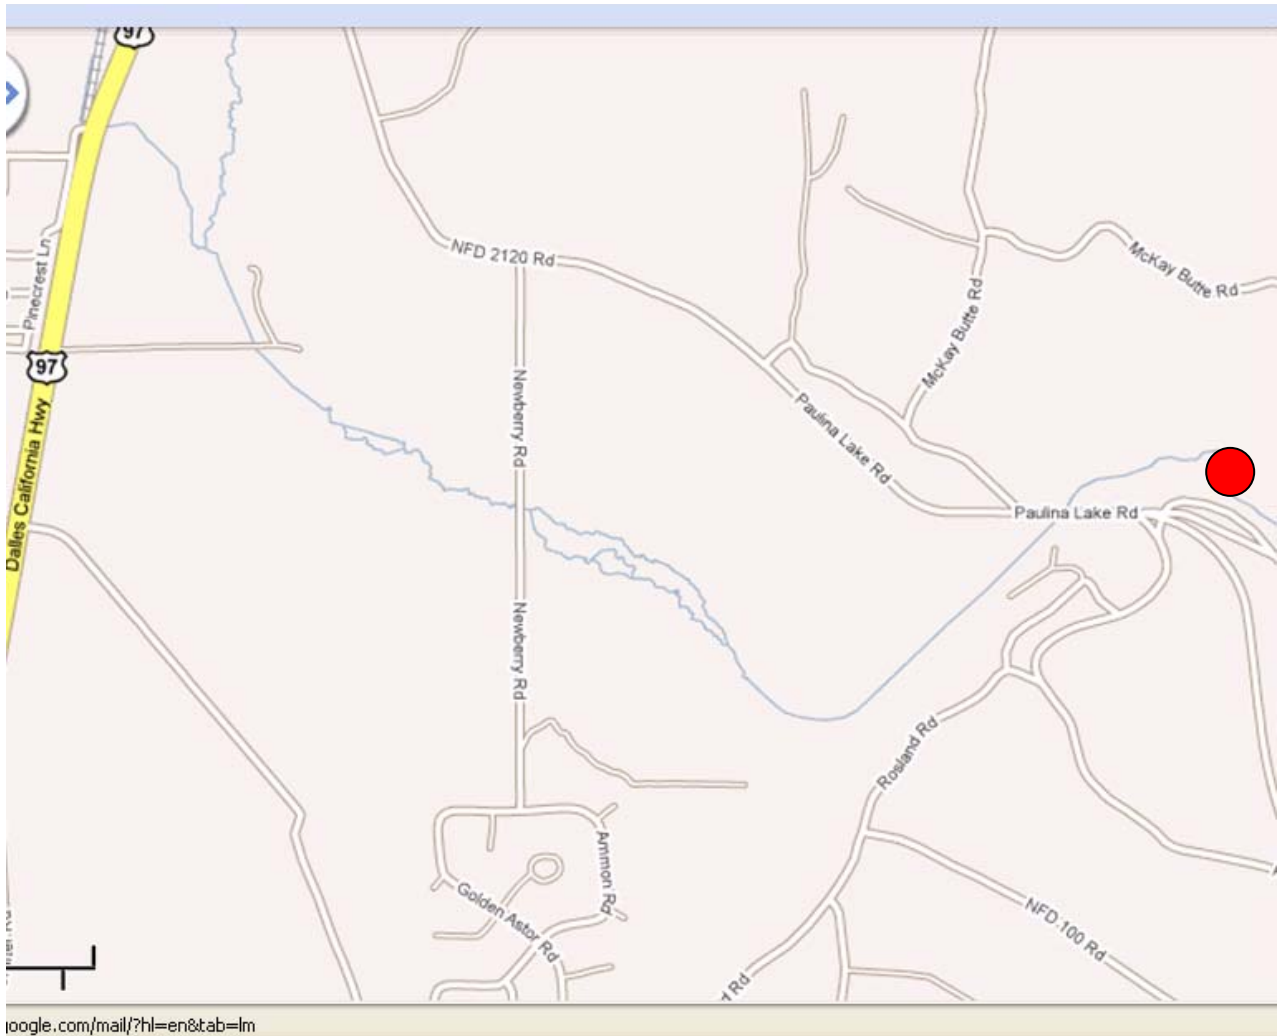 97
NFD 2120 Rd
McKay Butte Rd
Pinecrest Ln
McKay Butte Rd
97
Newberry Rd
Paulina Lake Rd
Dalles California Hwy
Paulina Lake Rd
Newberry Rd
Rosland Rd
Ammon Rd
Golden Astor Rd
NFD 100 Rd
d Rd
google.com/mail/?hl=en&tab=lm